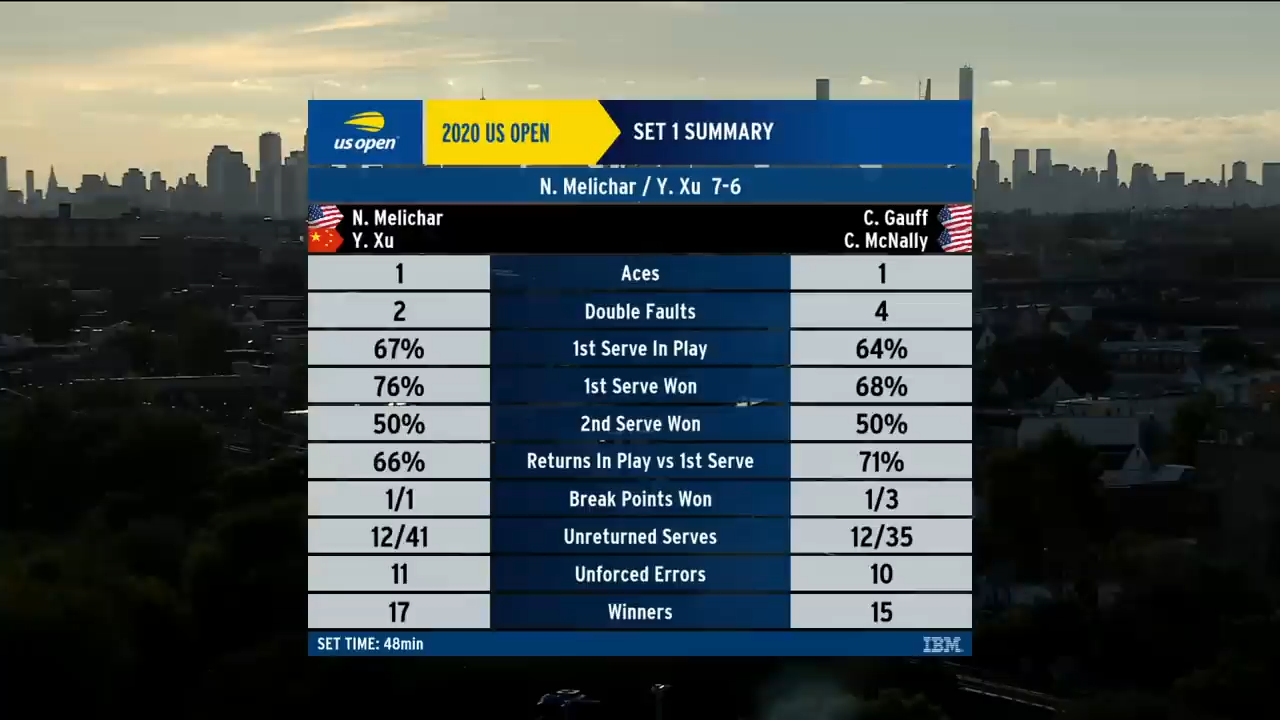 us open
2020 US OPEN
SET 1 SUMMARY
N. Melichar / Y. Xu 7-6
N. Melichar C. Gauff
Y. Xu C. McNally
1 Aces 1
2 Double Faults 4
67% 1st Serve In Play 64%
76% 1st Serve Won 68%
50% 2nd Serve Won 50%
66% Returns In Play vs 1st Serve 71%
1/1 Break Points Won 1/3
12/41 Unreturned Serves 12/35
11 Unforced Errors 10
17 Winners 15
SET TIME: 48min IBM